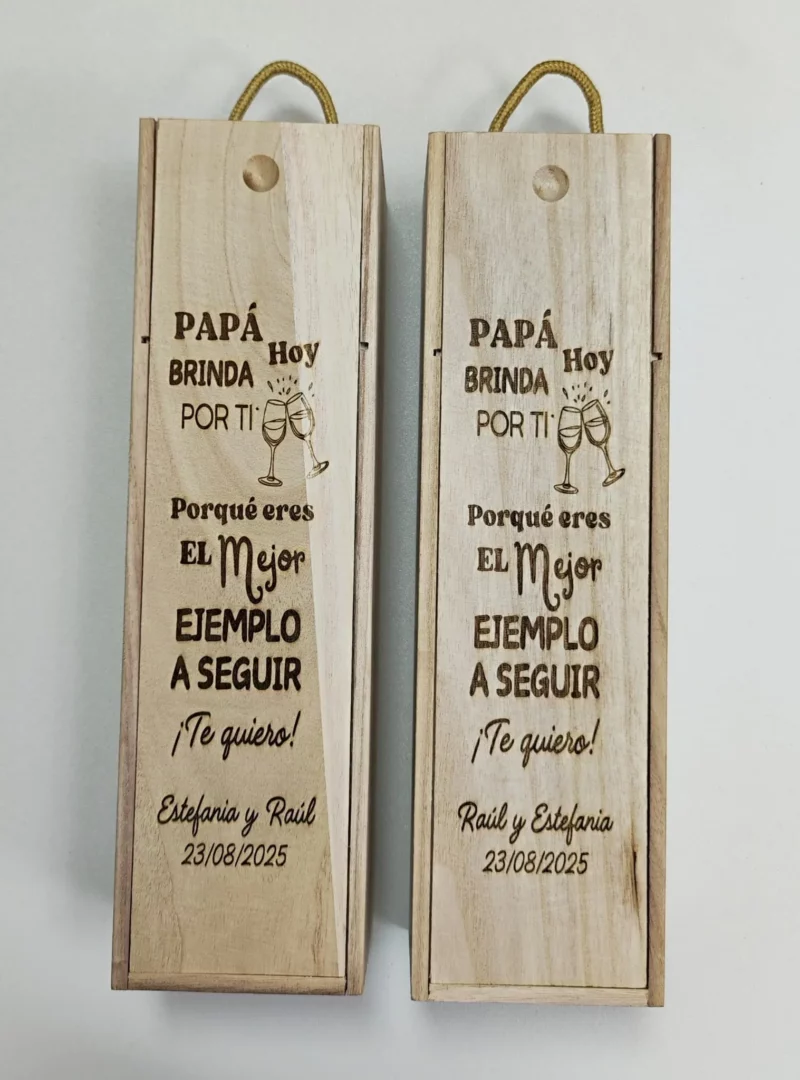 PAPÁ
Hoy
BRINDA
POR TI
Porqué eres
EL Mejor
EJEMPLO
A SEGUIR
¡Te quiero!
Estefania y Raúl
23/08/2025
PAPÁ
Hoy
BRINDA
POR TI
Porqué eres
EL Mejor
EJEMPLO
A SEGUIR
¡Te quiero!
Raúl y Estefania
23/08/2025